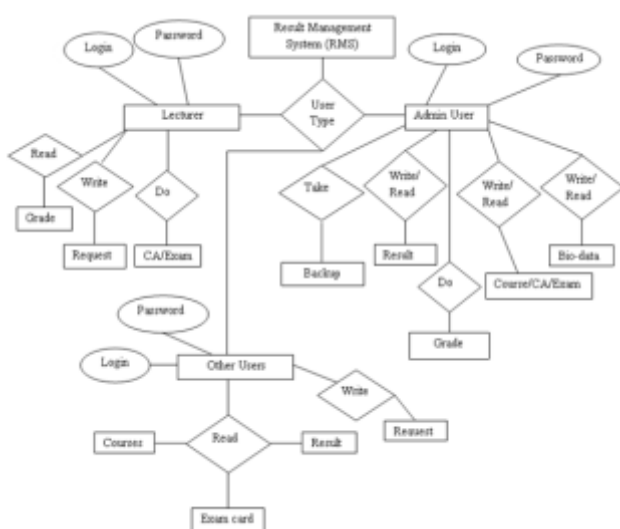 Result Management
System (RMS)
Login
Password
Login
Password
User
Type
Lecturer
Admin User
Read
Write
Do
Take
Write/
Read
Write/
Read
Write/
Read
Grade
Request
CA/Exam
Backup
Result
Course/CA/Exam
Bio-data
Do
Grade
Password
Login
Other Users
Write
Request
Courses
Read
Result
Exam card